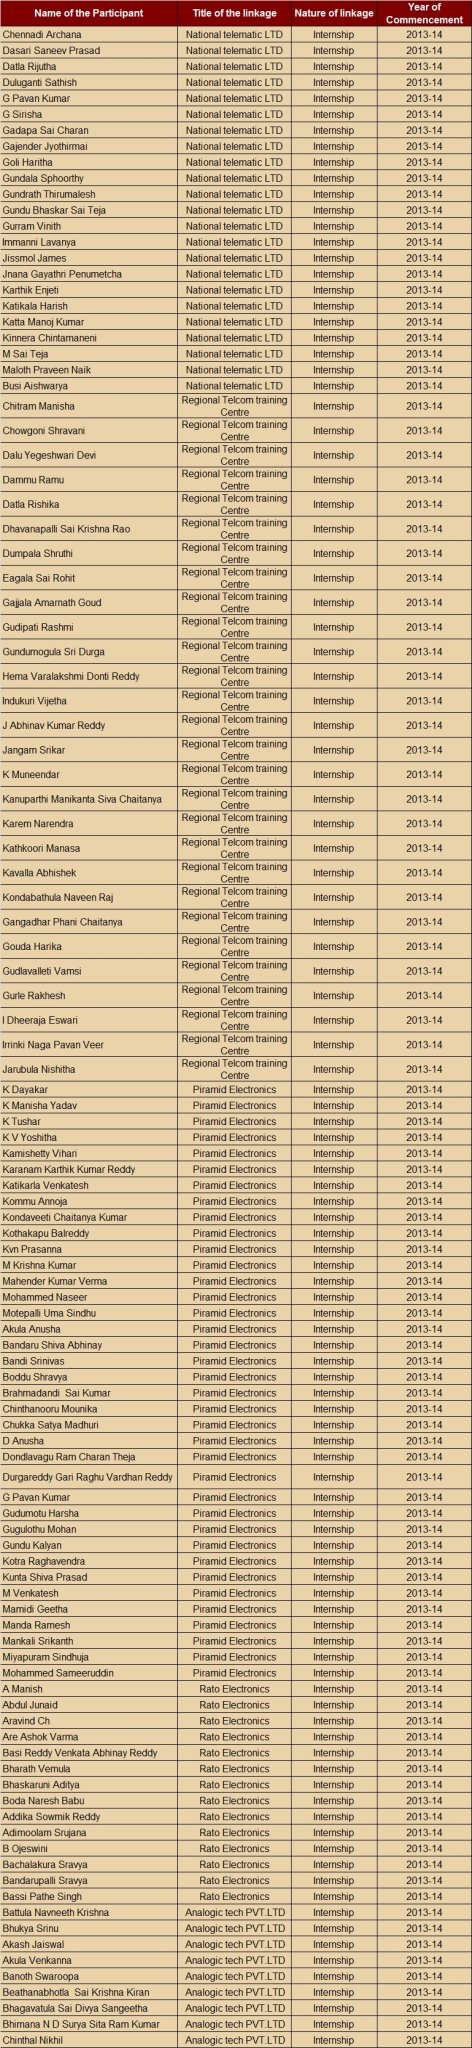 Name of the Participant Title of the linkage Nature of linkage Year of Commencement
Chennadi Archana National telematic LTD Internship 2013-14
Dasari Saneev Prasad National telematic LTD Internship 2013-14
Datla Rijutha National telematic LTD Internship 2013-14
Duluganti Sathish National telematic LTD Internship 2013-14
G Pavan Kumar National telematic LTD Internship 2013-14
G Sirisha National telematic LTD Internship 2013-14
Gadapa Sai Charan National telematic LTD Internship 2013-14
Gajender Jyothirmai National telematic LTD Internship 2013-14
Goli Haritha National telematic LTD Internship 2013-14
Gundala Sphoorthy National telematic LTD Internship 2013-14
Gundrath Thirumalesh National telematic LTD Internship 2013-14
Gundu Bhaskar Sai Teja National telematic LTD Internship 2013-14
Gurram Vinith National telematic LTD Internship 2013-14
Immanni Lavanya National telematic LTD Internship 2013-14
Jissmol James National telematic LTD Internship 2013-14
Jnana Gayathri Penumetcha National telematic LTD Internship 2013-14
Karthik Enjeti National telematic LTD Internship 2013-14
Katikala Harish National telematic LTD Internship 2013-14
Katta Manoj Kumar National telematic LTD Internship 2013-14
Kinnera Chintamaneni National telematic LTD Internship 2013-14
M Sai Teja National telematic LTD Internship 2013-14
Maloth Praveen Naik National telematic LTD Internship 2013-14
Busi Aishwarya National telematic LTD Internship 2013-14
Chitram Manisha Regional Telcom training Centre Internship 2013-14
Chowgoni Shravani Regional Telcom training Centre Internship 2013-14
Dalu Yegeshwari Devi Regional Telcom training Centre Internship 2013-14
Dammu Ramu Regional Telcom training Centre Internship 2013-14
Datla Rishika Regional Telcom training Centre Internship 2013-14
Dhavanapalli Sai Krishna Rao Regional Telcom training Centre Internship 2013-14
Dumpala Shruthi Regional Telcom training Centre Internship 2013-14
Eagala Sai Rohit Regional Telcom training Centre Internship 2013-14
Gajjala Amarnath Goud Regional Telcom training Centre Internship 2013-14
Gudipati Rashmi Regional Telcom training Centre Internship 2013-14
Gundumogula Sri Durga Regional Telcom training Centre Internship 2013-14
Hema Varalakshmi Donti Reddy Regional Telcom training Centre Internship 2013-14
Indukuri Vijetha Regional Telcom training Centre Internship 2013-14
J Abhinav Kumar Reddy Regional Telcom training Centre Internship 2013-14
Jangam Srikar Regional Telcom training Centre Internship 2013-14
K Muneendar Regional Telcom training Centre Internship 2013-14
Kanuparthi Manikanta Siva Chaitanya Regional Telcom training Centre Internship 2013-14
Karem Narendra Regional Telcom training Centre Internship 2013-14
Kathkoori Manasa Regional Telcom training Centre Internship 2013-14
Kavalla Abhishek Regional Telcom training Centre Internship 2013-14
Kondabathula Naveen Raj Regional Telcom training Centre Internship 2013-14
Gangadhar Phani Chaitanya Regional Telcom training Centre Internship 2013-14
Gouda Harika Regional Telcom training Centre Internship 2013-14
Gudlavalleti Vamsi Regional Telcom training Centre Internship 2013-14
Gurle Rakhesh Regional Telcom training Centre Internship 2013-14
I Dheeraja Eswari Regional Telcom training Centre Internship 2013-14
Irrinki Naga Pavan Veer Regional Telcom training Centre Internship 2013-14
Jarubula Nishitha Regional Telcom training Centre Internship 2013-14
K Dayakar Piramid Electronics Internship 2013-14
K Manisha Yadav Piramid Electronics Internship 2013-14
K Tushar Piramid Electronics Internship 2013-14
K V Yoshitha Piramid Electronics Internship 2013-14
Kamishetty Vihari Piramid Electronics Internship 2013-14
Karanam Karthik Kumar Reddy Piramid Electronics Internship 2013-14
Katikarla Venkatesh Piramid Electronics Internship 2013-14
Kommu Annoja Piramid Electronics Internship 2013-14
Kondaveeti Chaitanya Kumar Piramid Electronics Internship 2013-14
Kothakapu Balreddy Piramid Electronics Internship 2013-14
Kvn Prasanna Piramid Electronics Internship 2013-14
M Krishna Kumar Piramid Electronics Internship 2013-14
Mahender Kumar Verma Piramid Electronics Internship 2013-14
Mohammed Naseer Piramid Electronics Internship 2013-14
Motepalli Uma Sindhu Piramid Electronics Internship 2013-14
Akula Anusha Piramid Electronics Internship 2013-14
Bandaru Shiva Abhinay Piramid Electronics Internship 2013-14
Bandi Srinivas Piramid Electronics Internship 2013-14
Boddu Shravya Piramid Electronics Internship 2013-14
Brahmadandi Sai Kumar Piramid Electronics Internship 2013-14
Chinthanooru Mounika Piramid Electronics Internship 2013-14
Chukka Satya Madhuri Piramid Electronics Internship 2013-14
D Anusha Piramid Electronics Internship 2013-14
Dondlavagu Ram Charan Theja Piramid Electronics Internship 2013-14
Durgareddy Gari Raghu Vardhan Reddy Piramid Electronics Internship 2013-14
G Pavan Kumar Piramid Electronics Internship 2013-14
Gudumotu Harsha Piramid Electronics Internship 2013-14
Gugulothu Mohan Piramid Electronics Internship 2013-14
Gundu Kalyan Piramid Electronics Internship 2013-14
Kotra Raghavendra Piramid Electronics Internship 2013-14
Kunta Shiva Prasad Piramid Electronics Internship 2013-14
M Venkatesh Piramid Electronics Internship 2013-14
Mamidi Geetha Piramid Electronics Internship 2013-14
Manda Ramesh Piramid Electronics Internship 2013-14
Mankali Srikanth Piramid Electronics Internship 2013-14
Miyapuram Sindhuja Piramid Electronics Internship 2013-14
Mohammed Sameeruddin Piramid Electronics Internship 2013-14
A Manish Rato Electronics Internship 2013-14
Abdul Junaid Rato Electronics Internship 2013-14
Aravind Ch Rato Electronics Internship 2013-14
Are Ashok Varma Rato Electronics Internship 2013-14
Basi Reddy Venkata Abhinay Reddy Rato Electronics Internship 2013-14
Bharath Vemula Rato Electronics Internship 2013-14
Bhaskaruni Aditya Rato Electronics Internship 2013-14
Boda Naresh Babu Rato Electronics Internship 2013-14
Addika Sowmik Reddy Rato Electronics Internship 2013-14
Adimoolam Srujana Rato Electronics Internship 2013-14
B Ojeswini Rato Electronics Internship 2013-14
Bachalakura Sravya Rato Electronics Internship 2013-14
Bandarupalli Sravya Rato Electronics Internship 2013-14
Bassi Pathe Singh Rato Electronics Internship 2013-14
Battula Navneeth Krishna Analogic tech PVT.LTD Internship 2013-14
Bhukya Srinu Analogic tech PVT.LTD Internship 2013-14
Akash Jaiswal Analogic tech PVT.LTD Internship 2013-14
Akula Venkanna Analogic tech PVT.LTD Internship 2013-14
Banoth Swaroopa Analogic tech PVT.LTD Internship 2013-14
Beathanabhotla Sai Krishna Kiran Analogic tech PVT.LTD Internship 2013-14
Bhagavatula Sai Divya Sangeetha Analogic tech PVT.LTD Internship 2013-14
Bhimana N D Surya Sita Ram Kumar Analogic tech PVT.LTD Internship 2013-14
Chinthal Nikhil Analogic tech PVT.LTD Internship 2013-14